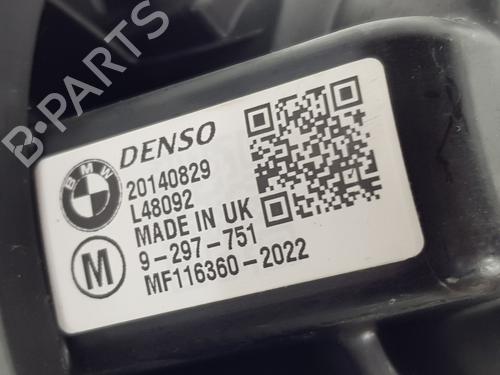 B·PARTS
BMW
DENSO
20140829
L48092
MADE IN UK
9-297-751
M
MF116360-2022